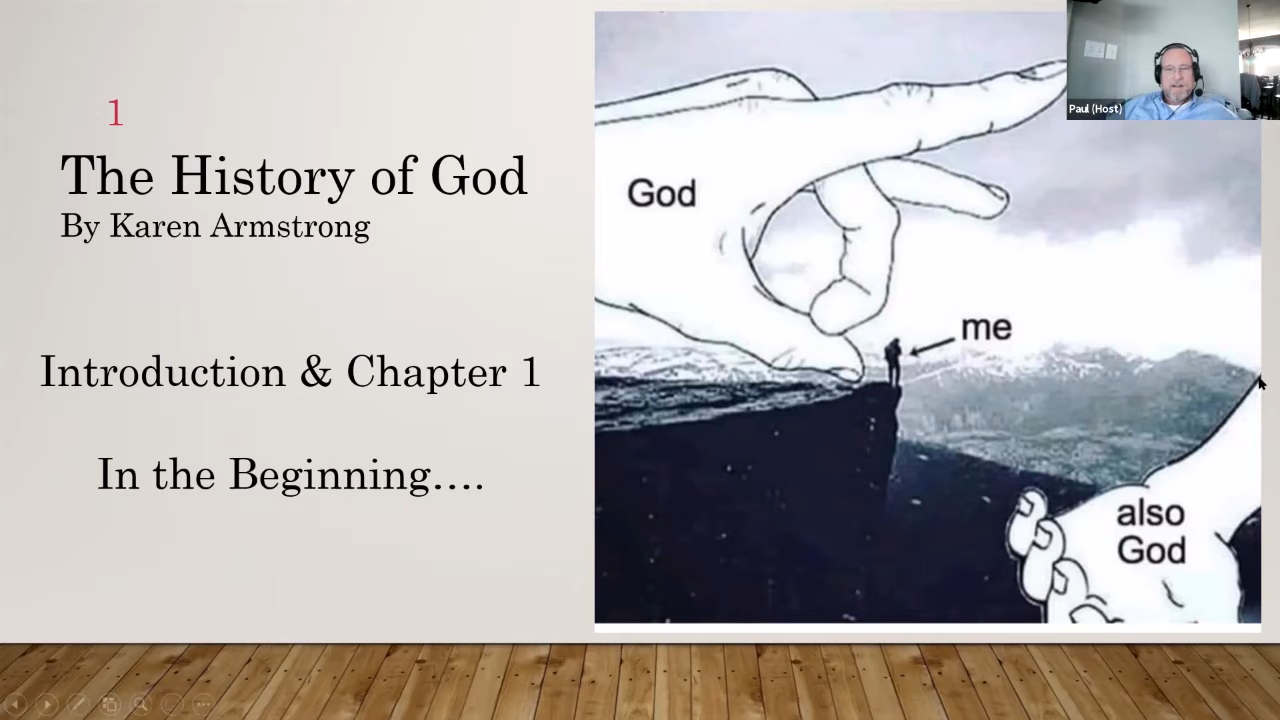 1
The History of God
By Karen Armstrong
Introduction & Chapter 1
In the Beginning....
God
me
also
God
Paul (Host)